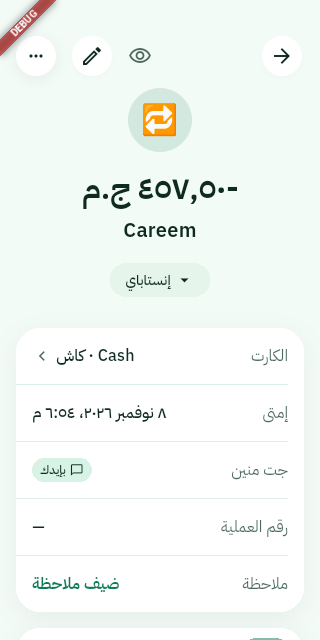 DEBUG
-٤٥٧,٥٠ ج.م
Careem
إنستاباي
الكارت
كاش · Cash
إمتى
٨ نوفمبر ٢٠٢٦، ٦:٥٤ م
جت منين
بإيدك
رقم العملية
—
ملاحظة
ضيف ملاحظة